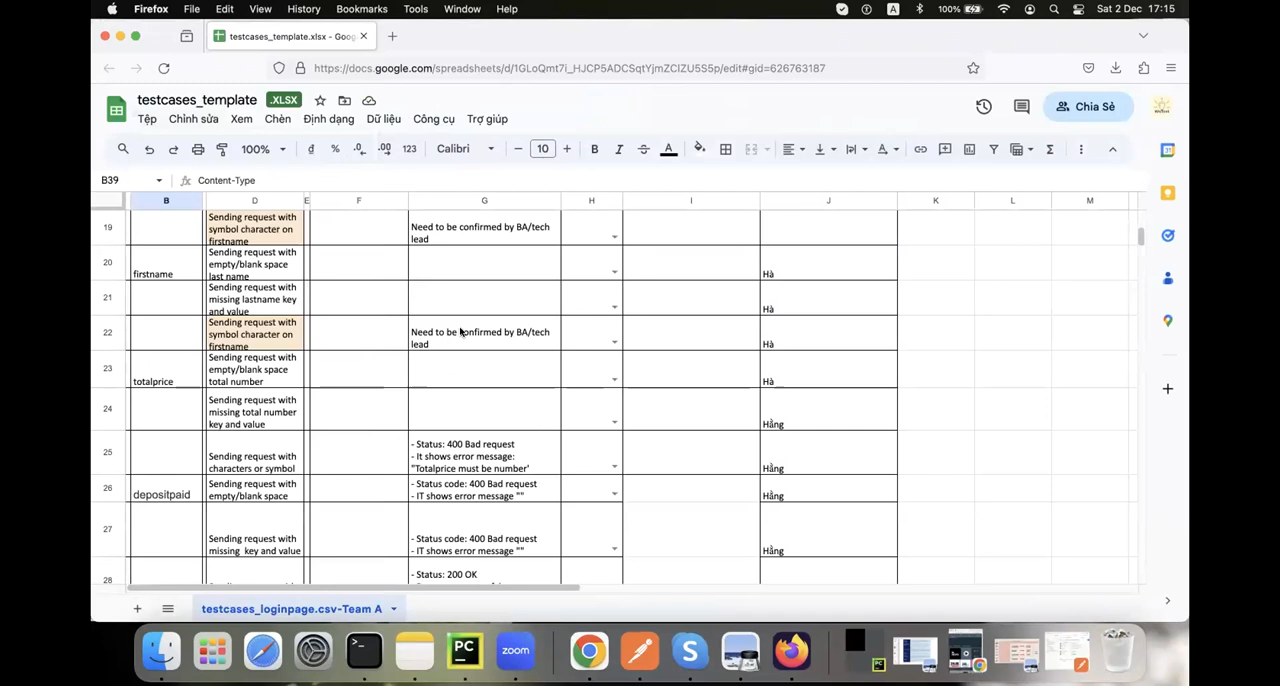 Firefox File Edit View History Bookmarks Tools Window Help A 100% Sat 2 Dec 17:15
testcases_template.xlsx - Goog
https://docs.google.com/spreadsheets/d/1GLoQmt7i_HJCP5ADCSqtYjmZCIZU5S5p/edit#gid=626763187
testcases_template .XLSX
Chia Sẻ
Tệp Chỉnh sửa Xem Chèn Định dạng Dữ liệu Công cụ Trợ giúp
100% đ % .0 .00 123 Calibri 10 B I S A
B39 fx Content-Type
B D E F G H I J K L M
19 Sending request with
symbol character on
firstname
Need to be confirmed by BA/tech
lead
20 firstname
Sending request with
empty/blank space
last name
Hà
21 Sending request with
missing lastname key
and value
Hà
22 Sending request with
symbol character on
firstname
Need to be confirmed by BA/tech
lead
Hà
23 totalprice
Sending request with
empty/blank space
total number
Hà
24 Sending request with
missing total number
key and value
Hằng
25 Sending request with
characters or symbol
- Status: 400 Bad request
- It shows error message:
"Totalprice must be number'
Hằng
26 depositpaid
Sending request with
empty/blank space
- Status code: 400 Bad request
- IT shows error message ""
Hằng
27 Sending request with
missing key and value
- Status code: 400 Bad request
- IT shows error message ""
Hằng
28
- Status: 200 OK
testcases_loginpage.csv-Team A
PC zoom